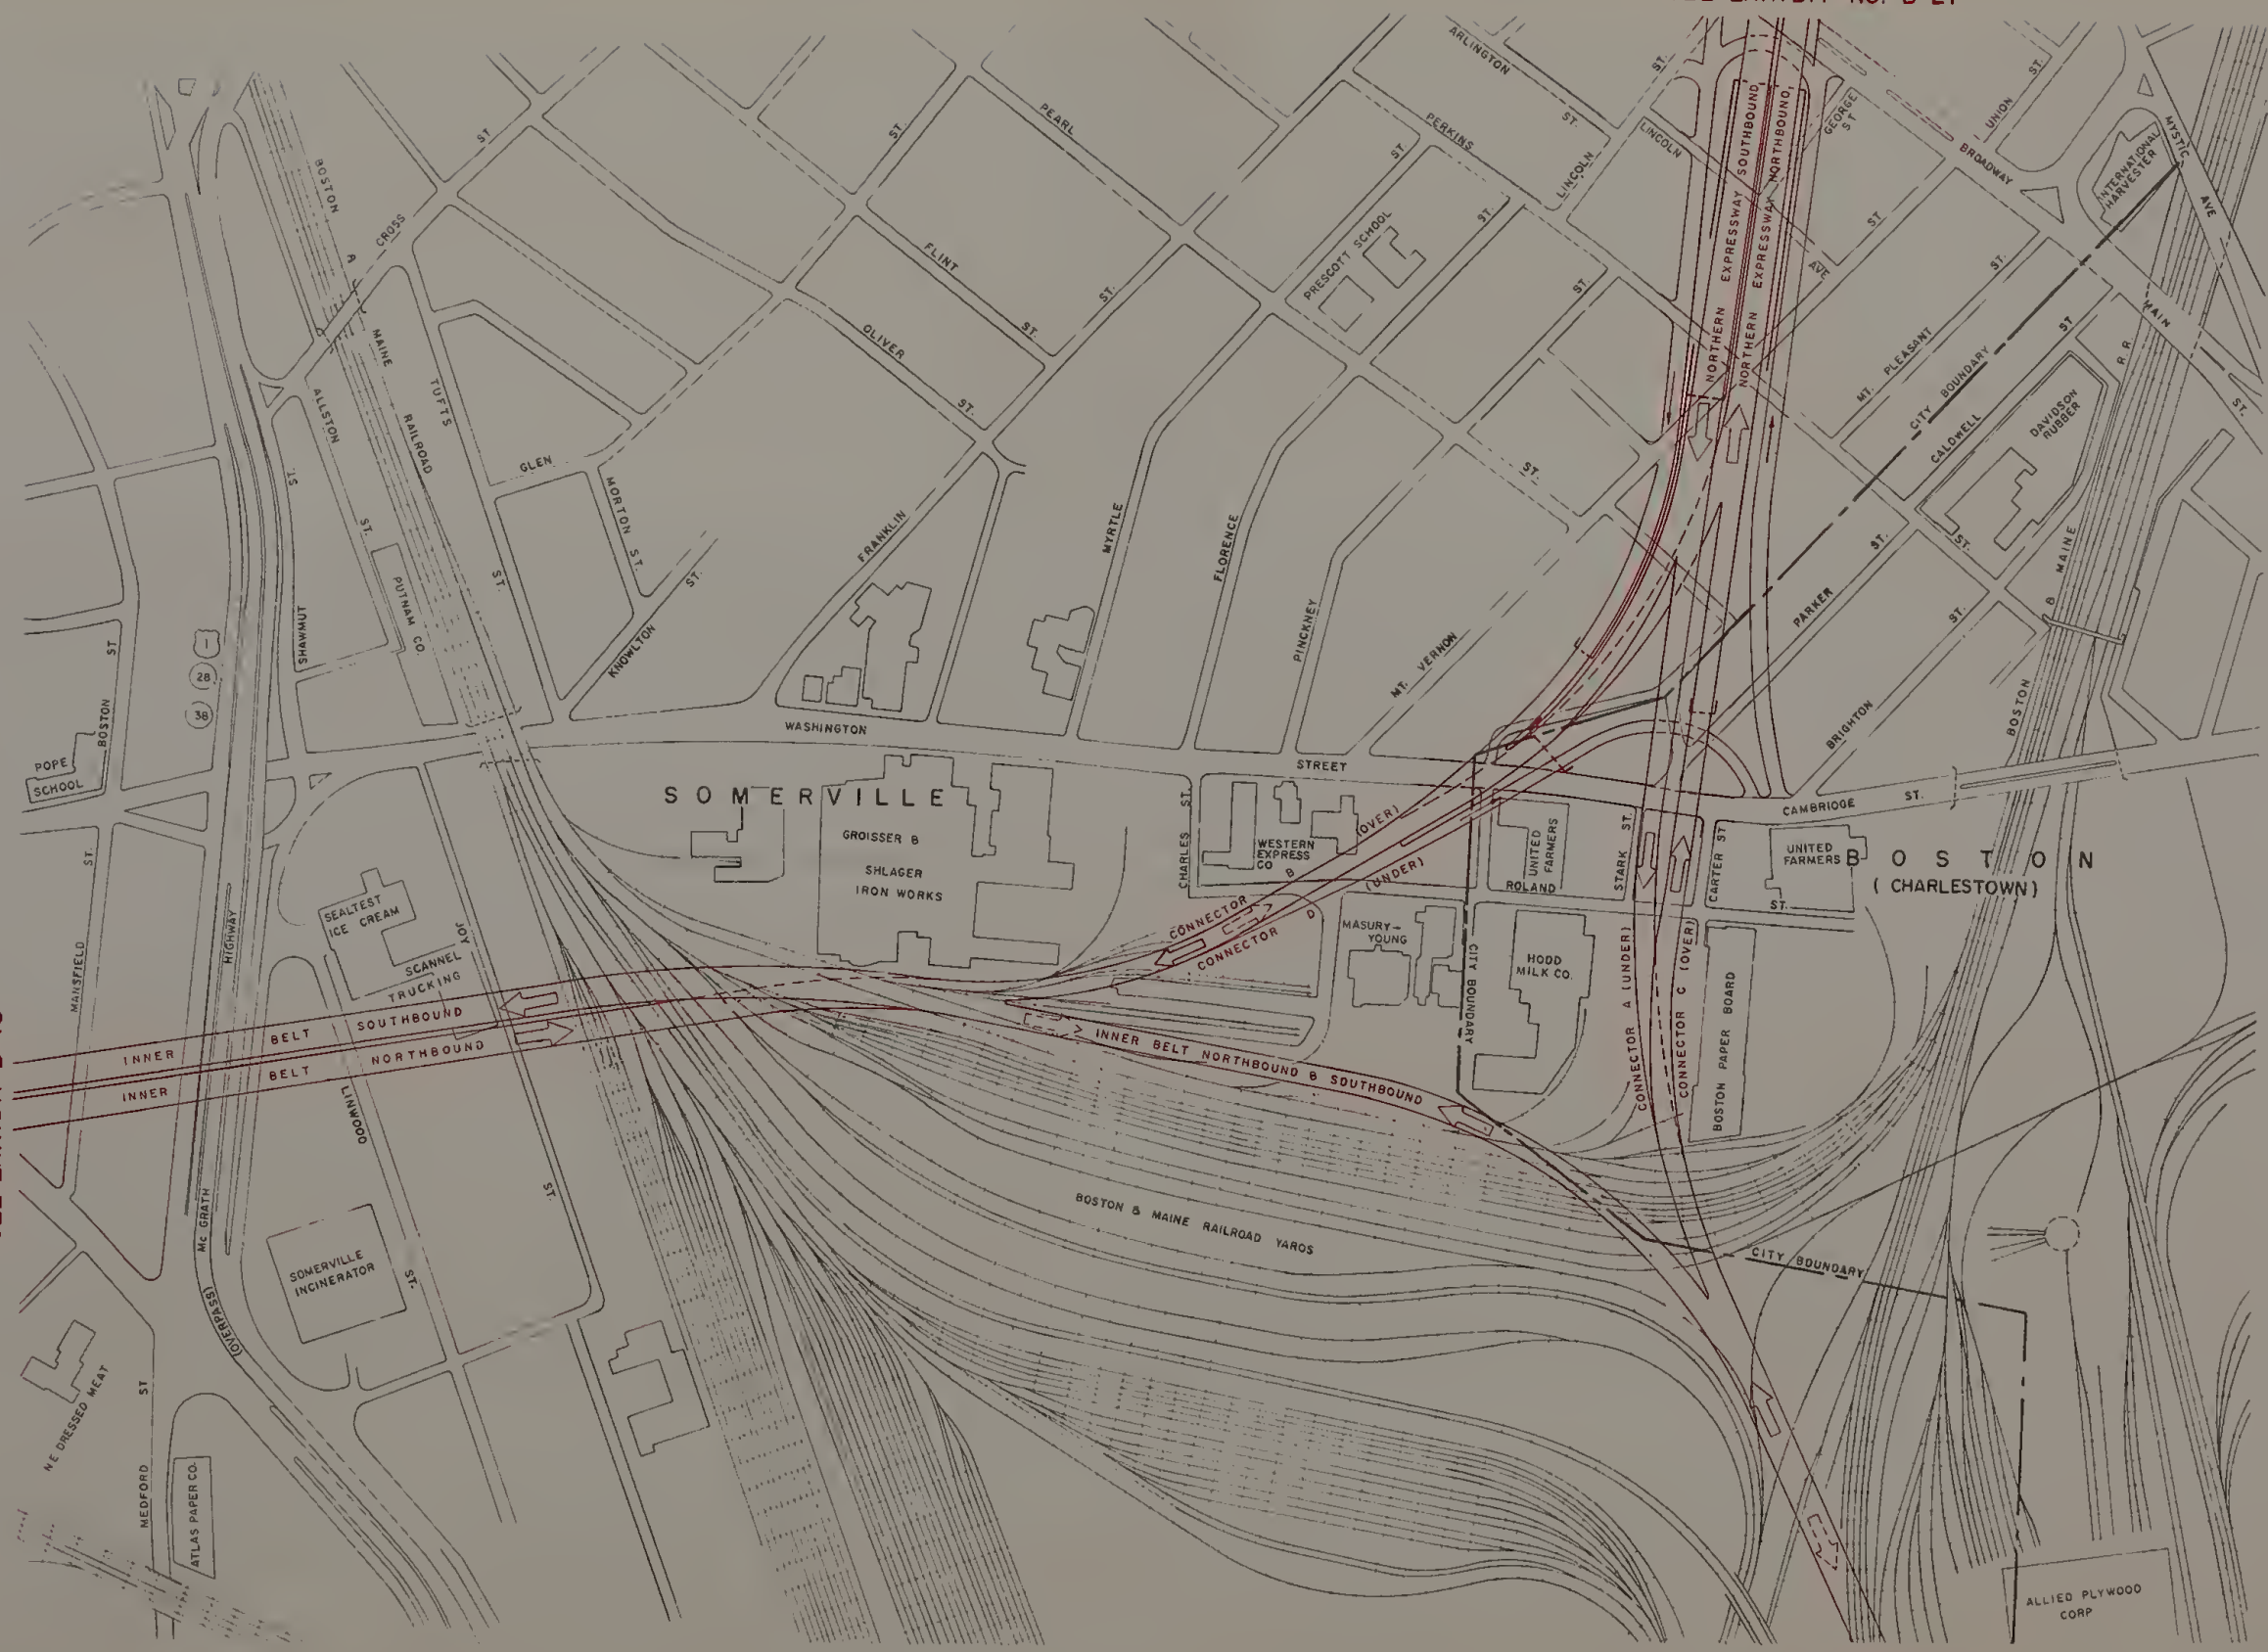 ARLINGTON
ST.
ST.
LINCOLN
PERKINS
ST.
LINCOLN
AVE
GEORGE
ST
BROADWAY
UNION
ST.
INTERNATIONAL
HARVESTER
MYSTIC
AVE
NORTHERN EXPRESSWAY SOUTHBOUND
NORTHERN EXPRESSWAY NORTHBOUND
PEARL
ST.
ST
CROSS
BOSTON
&
MAINE
RAILROAD
FLINT
ST.
ST.
OLIVER
ST.
PRESCOTT SCHOOL
ST.
ST.
ST
ST.
MAIN
ST.
MT. PLEASANT
ST.
CITY BOUNDARY
CALDWELL
ST
DAVIDSON
RUBBER
R.R.
MAINE
&
BOSTON
ALLSTON
ST.
TUFTS
ST.
GLEN
MORTON ST.
KNOWLTON
ST.
FRANKLIN
MYRTLE
FLORENCE
PINCKNEY
MT. VERNON
ST.
PARKER
ST.
ST.
BRIGHTON
ST.
ST.
SHAWMUT
PUTNAM CO.
28
38
ST
BOSTON
POPE
SCHOOL
WASHINGTON
STREET
CAMBRIDGE
ST.
SOMERVILLE
GROISSER &
SHLAGER
IRON WORKS
CHARLES ST.
WESTERN
EXPRESS
CO
(OVER)
CONNECTOR B
(UNDER)
CONNECTOR D
UNITED
FARMERS
ROLAND
ST.
STARK ST.
CARTER ST
UNITED
FARMERS
BOSTON
(CHARLESTOWN)
SEALTEST
ICE CREAM
JOY
ST.
SCANNEL
TRUCKING
MASURY-
YOUNG
HOOD
MILK CO.
CITY BOUNDARY
CONNECTOR A (UNDER)
CONNECTOR C (OVER)
BOSTON PAPER BOARD
MANSFIELD
ST.
HIGHWAY
Mc GRATH
(OVERPASS)
INNER BELT SOUTHBOUND
INNER BELT NORTHBOUND
INNER BELT NORTHBOUND & SOUTHBOUND
LINWOOD
ST.
BOSTON & MAINE RAILROAD YARDS
CITY BOUNDARY
SOMERVILLE
INCINERATOR
NE DRESSED MEAT
MEDFORD
ST
ATLAS PAPER CO.
ALLIED PLYWOOD
CORP